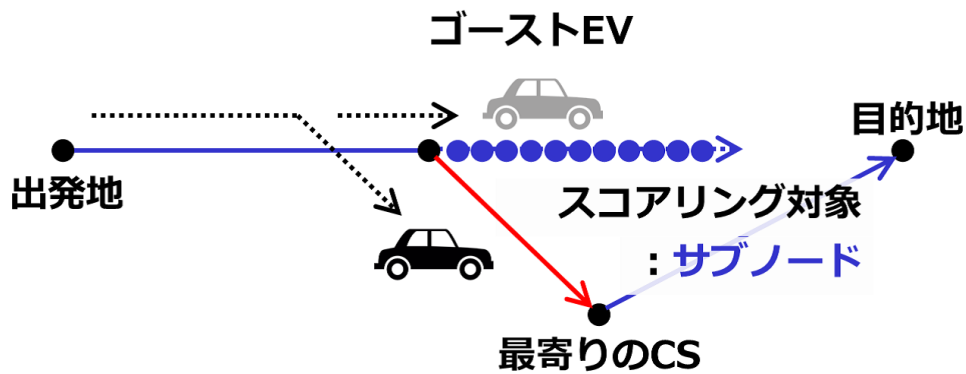 ゴーストEV
目的地
出発地
スコアリング対象
：サブノード
最寄りのCS